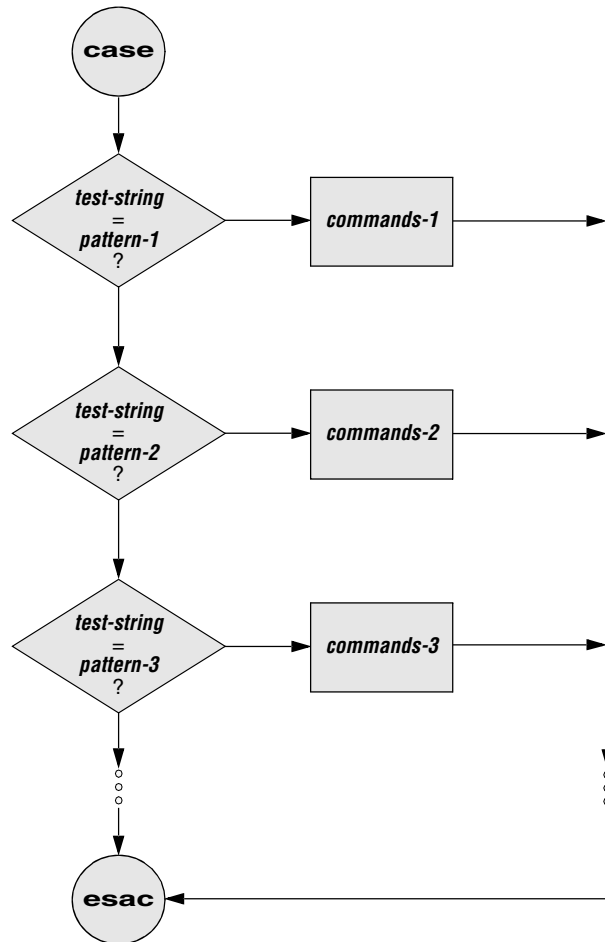 case
test-string
=
pattern-1
?
commands-1
test-string
=
pattern-2
?
commands-2
test-string
=
pattern-3
?
commands-3
esac